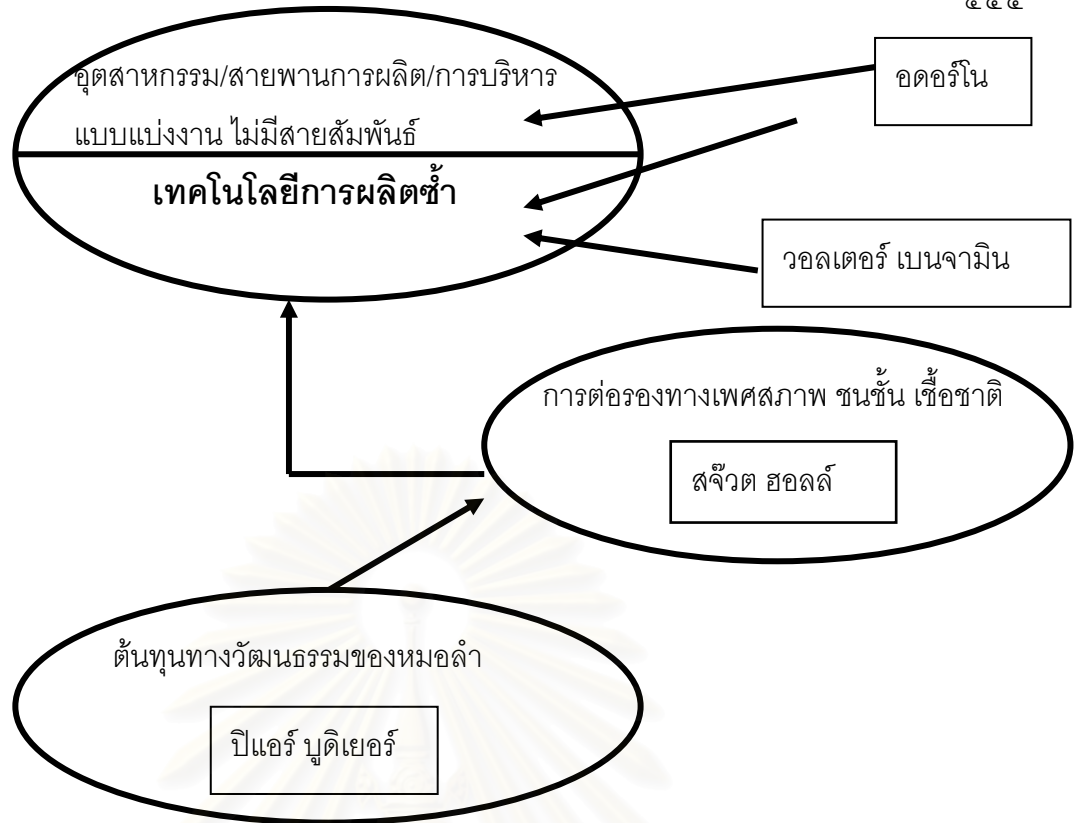 ๕๕๕
อุตสาหกรรม/สายพานการผลิต/การบริหาร
แบบแบ่งงาน ไม่มีสายสัมพันธ์
เทคโนโลยีการผลิตซ้ำ
อดอร์โน
วอลเตอร์ เบนจามิน
การต่อรองทางเพศสภาพ ชนชั้น เชื้อชาติ
สจ๊วต ฮอลล์
ต้นทุนทางวัฒนธรรมของหมอลำ
ปิแอร์ บูดิเยอร์